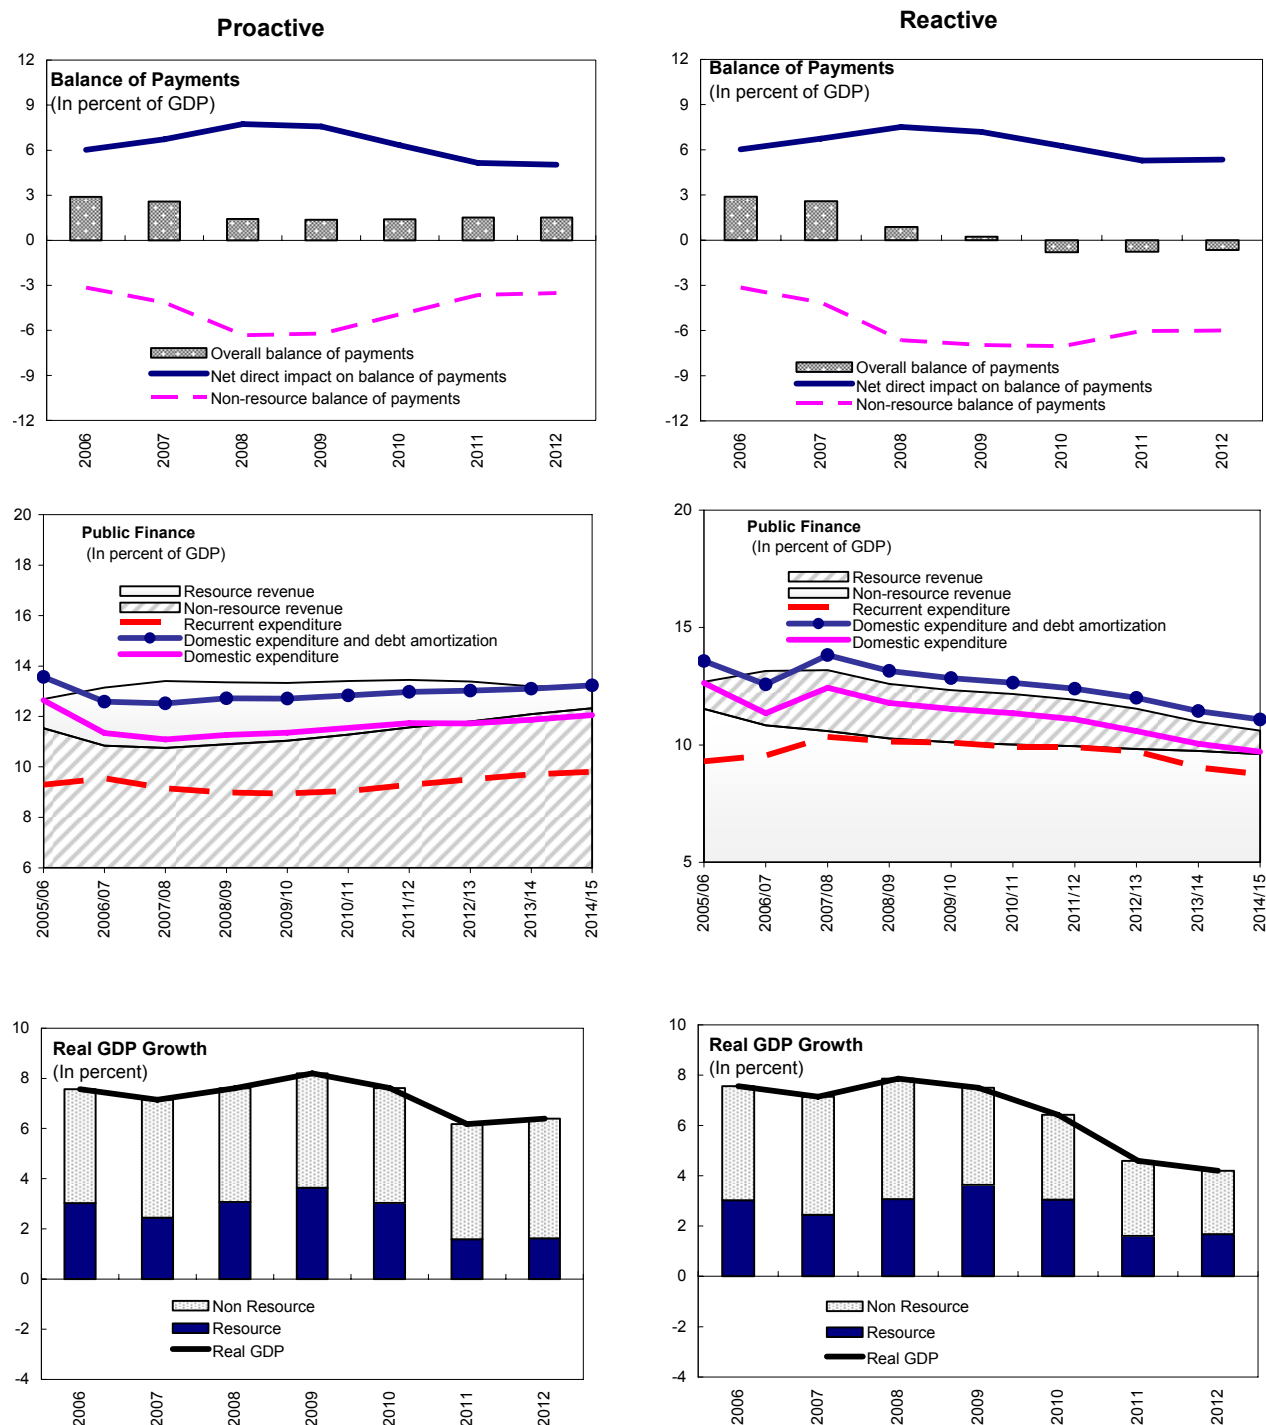 Proactive
Reactive
12
9
6
3
0
-3
-6
-9
-12
Balance of Payments
(In percent of GDP)
Overall balance of payments
Net direct impact on balance of payments
Non-resource balance of payments
2006
2007
2008
2009
2010
2011
2012
12
9
6
3
0
-3
-6
-9
-12
Balance of Payments
(In percent of GDP)
Overall balance of payments
Net direct impact on balance of payments
Non-resource balance of payments
2006
2007
2008
2009
2010
2011
2012
20
18
16
14
12
10
8
6
Public Finance
(In percent of GDP)
Resource revenue
Non-resource revenue
Recurrent expenditure
Domestic expenditure and debt amortization
Domestic expenditure
2005/06
2006/07
2007/08
2008/09
2009/10
2010/11
2011/12
2012/13
2013/14
2014/15
20
15
10
5
Public Finance
(In percent of GDP)
Resource revenue
Non-resource revenue
Recurrent expenditure
Domestic expenditure and debt amortization
Domestic expenditure
2005/06
2006/07
2007/08
2008/09
2009/10
2010/11
2011/12
2012/13
2013/14
2014/15
10
8
6
4
2
0
-2
-4
Real GDP Growth
(In percent)
Non Resource
Resource
Real GDP
2006
2007
2008
2009
2010
2011
2012
10
8
6
4
2
0
-2
-4
Real GDP Growth
(In percent)
Non Resource
Resource
Real GDP
2006
2007
2008
2009
2010
2011
2012